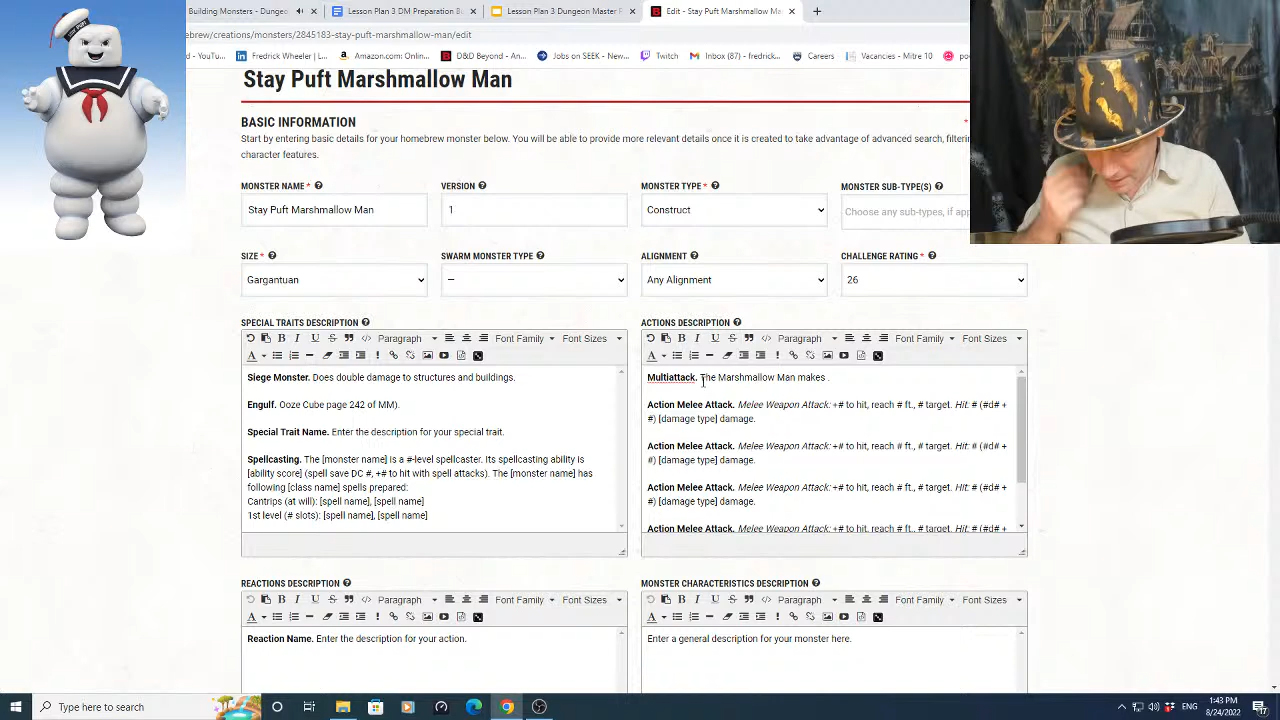 STAY PUFT
Building Monsters - Dungeo
Lesson Plan 3 DM Preparation Bu
Lesson Plan 3 Dungeon Master P
Edit - Stay Puft Marshmallow Man
ebrew/creations/monsters/2845183-stay-puft-marshmallow-man/edit
d - YouTu...
Fredrick Wheeler | L...
Amazon.com: Onlin...
D&D Beyond - An...
Jobs on SEEK - New...
Twitch
Inbox (87) - fredrick...
Careers
Vacancies - Mitre 10
Stay Puft Marshmallow Man
BASIC INFORMATION
Start by entering basic details for your homebrew monster below. You will be able to provide more relevant details once it is created to take advantage of advanced search, filtering
character features.
MONSTER NAME * VERSION MONSTER TYPE * MONSTER SUB-TYPE(S)
Stay Puft Marshmallow Man 1 Construct Choose any sub-types, if app
SIZE * SWARM MONSTER TYPE ALIGNMENT CHALLENGE RATING *
Gargantuan — Any Alignment 26
SPECIAL TRAITS DESCRIPTION
Paragraph Font Family Font Sizes
Siege Monster. Does double damage to structures and buildings.
Engulf. Ooze Cube page 242 of MM).
Special Trait Name. Enter the description for your special trait.
Spellcasting. The [monster name] is a #-level spellcaster. Its spellcasting ability is
[ability score] (spell save DC #, +# to hit with spell attacks). The [monster name] has
following [class name] spells prepared:
Cantrips (at will): [spell name], [spell name]
1st level (# slots): [spell name], [spell name]
ACTIONS DESCRIPTION
Paragraph Font Family Font Sizes
Multiattack. The Marshmallow Man makes .
Action Melee Attack. Melee Weapon Attack: +# to hit, reach # ft., # target. Hit: # (#d# +
#) [damage type] damage.
Action Melee Attack. Melee Weapon Attack: +# to hit, reach # ft., # target. Hit: # (#d# +
#) [damage type] damage.
Action Melee Attack. Melee Weapon Attack: +# to hit, reach # ft., # target. Hit: # (#d# +
#) [damage type] damage.
Action Melee Attack. Melee Weapon Attack: +# to hit, reach # ft., # target. Hit: # (#d# +
REACTIONS DESCRIPTION
Paragraph Font Family Font Sizes
Reaction Name. Enter the description for your action.
MONSTER CHARACTERISTICS DESCRIPTION
Paragraph Font Family Font Sizes
Enter a general description for your monster here.
Type here to search
ENG
1:43 PM
8/24/2022
17